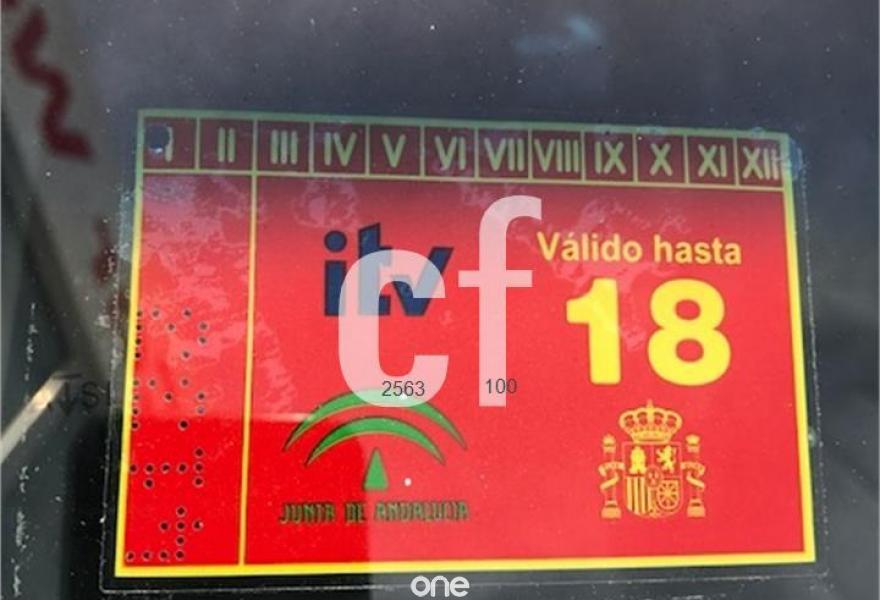 I II III IV V VI VII VIII IX X XI XII
itv
Válido hasta
18
cf
2563 100
JUNTA DE ANDALUCIA
one